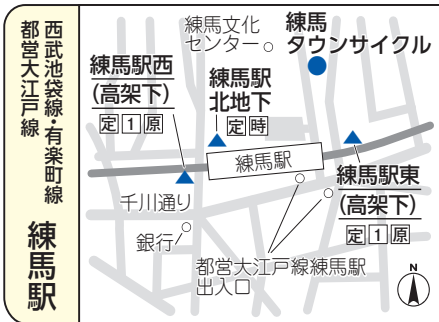 西武池袋線・有楽町線
都営大江戸線
練馬駅
練馬文化
センター
練馬
タウンサイクル
練馬駅西
(高架下)
定1原
練馬駅
北地下
定時
練馬駅
練馬駅東
(高架下)
定1原
千川通り
銀行
都営大江戸線練馬駅
出入口
N